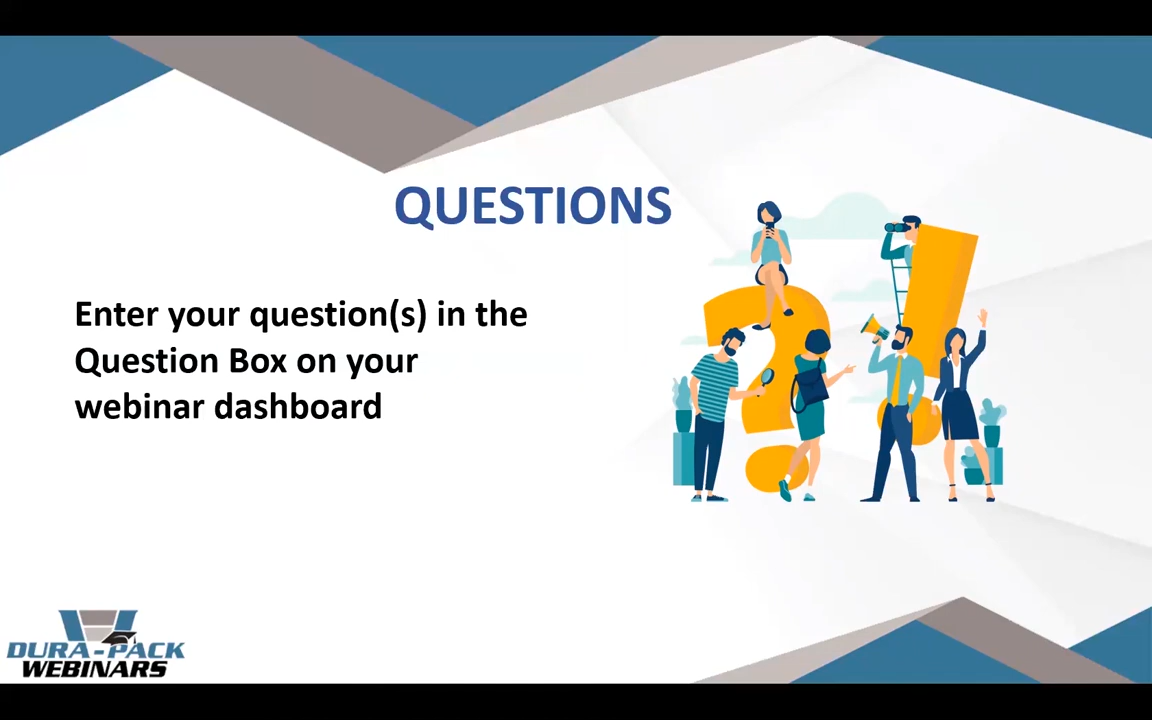 QUESTIONS
Enter your question(s) in the
Question Box on your
webinar dashboard
DURA-PACK
WEBINARS